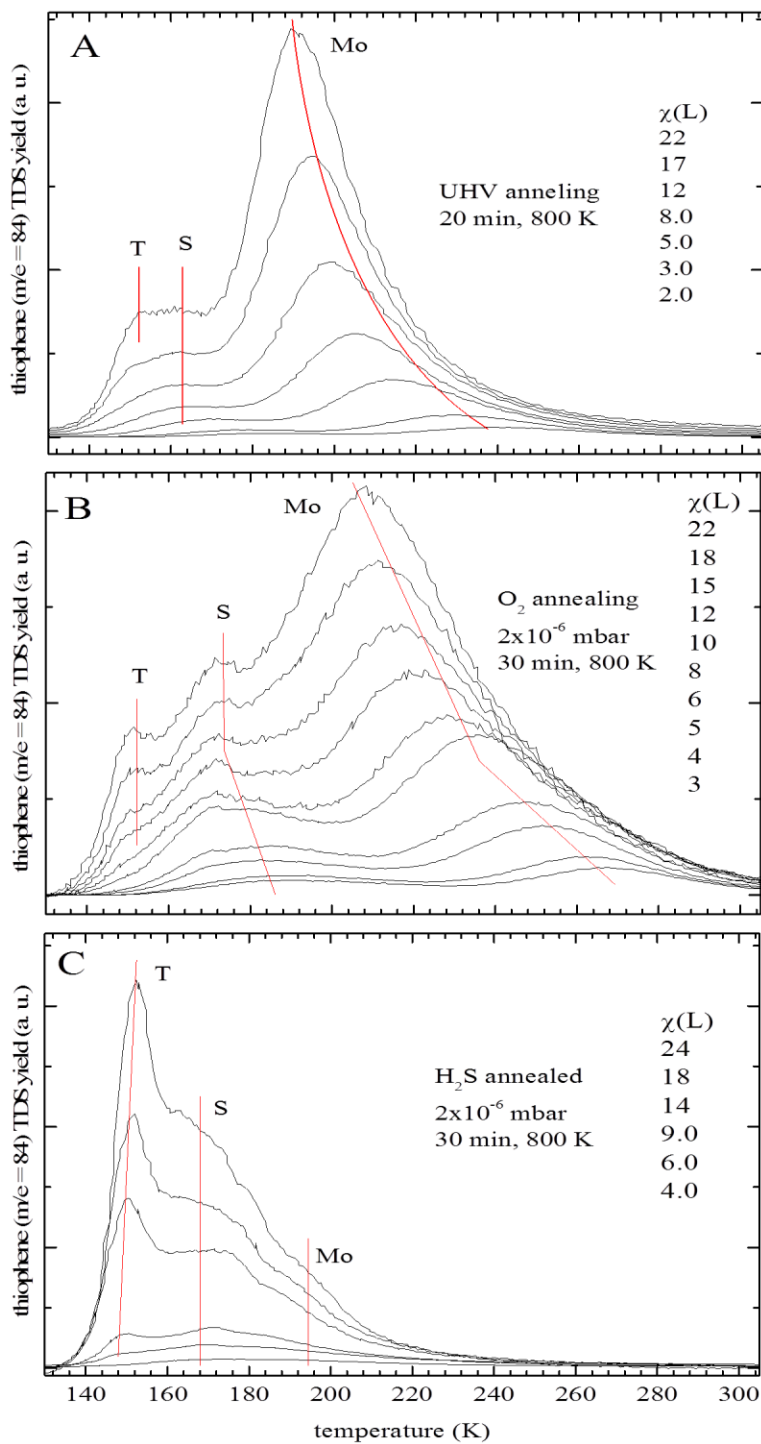 A
Mo
χ(L)
22
17
12
8.0
5.0
3.0
2.0
UHV anneling
20 min, 800 K
T
S
thiophene (m/e = 84) TDS yield (a. u.)
B
Mo
χ(L)
22
18
15
12
10
8
6
5
4
3
O₂ annealing
2x10⁻⁶ mbar
30 min, 800 K
S
T
thiophene (m/e = 84) TDS yield (a. u.)
C
T
χ(L)
24
18
14
9.0
6.0
4.0
H₂S annealed
2x10⁻⁶ mbar
30 min, 800 K
S
Mo
thiophene (m/e = 84) TDS yield (a. u.)
140 160 180 200 220 240 260 280 300
temperature (K)